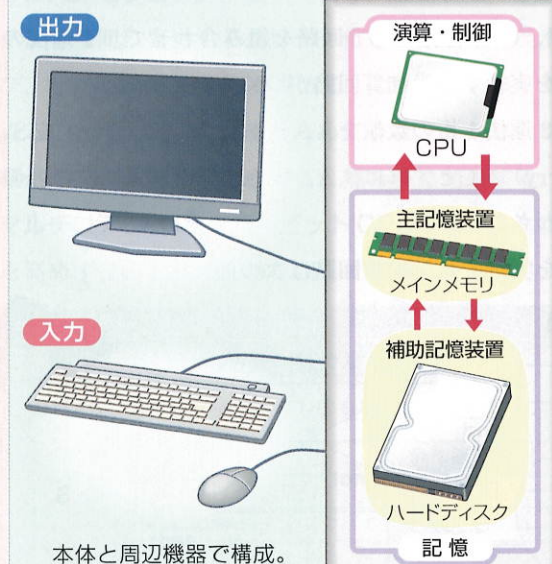 出力
入力
本体と周辺機器で構成。
演算・制御
CPU
主記憶装置
メインメモリ
補助記憶装置
ハードディスク
記憶